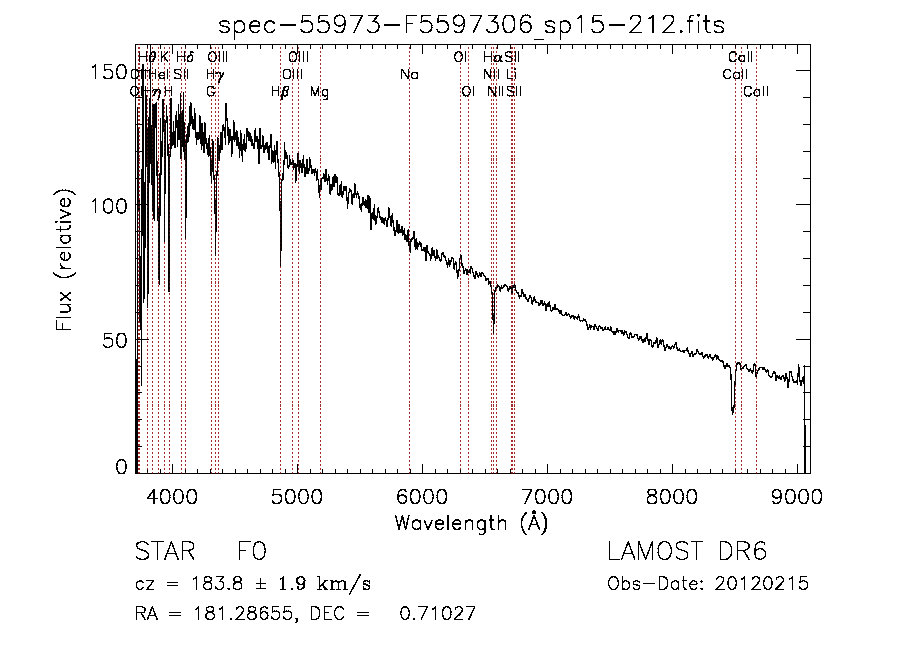 spec-55973-F5597306_sp15-212.fits
Hθ K Hδ OIII OIII OI Hα SII CaII
OII HeI SII Hγ OIII Na NII Li CaII
OII Hη H G Hβ Mg OI NII SII CaII
150
100
50
0
Flux (relative)
4000 5000 6000 7000 8000 9000
Wavelength (Å)
STAR F0 LAMOST DR6
cz = 183.8 ± 1.9 km/s Obs-Date: 20120215
RA = 181.28655, DEC = 0.71027